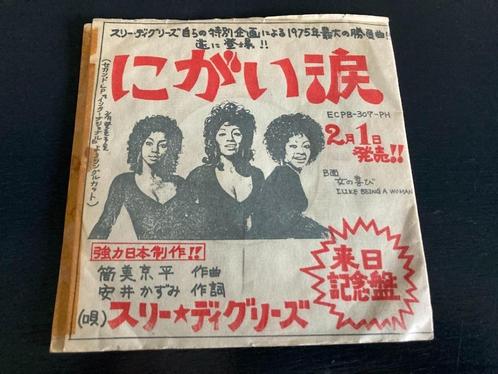 スリー・ディグリーズ自らの特別企画による1975年最大の勝負曲!
遂に登場!!
にがい涙
ECPB-307-PH
2月1日
発売!!
B面
女の喜び
I LIKE BEING A WOMAN
強力日本制作!!
筒美京平 作曲
安井かずみ 作詞
(唄)スリー★ディグリーズ
来日
記念盤